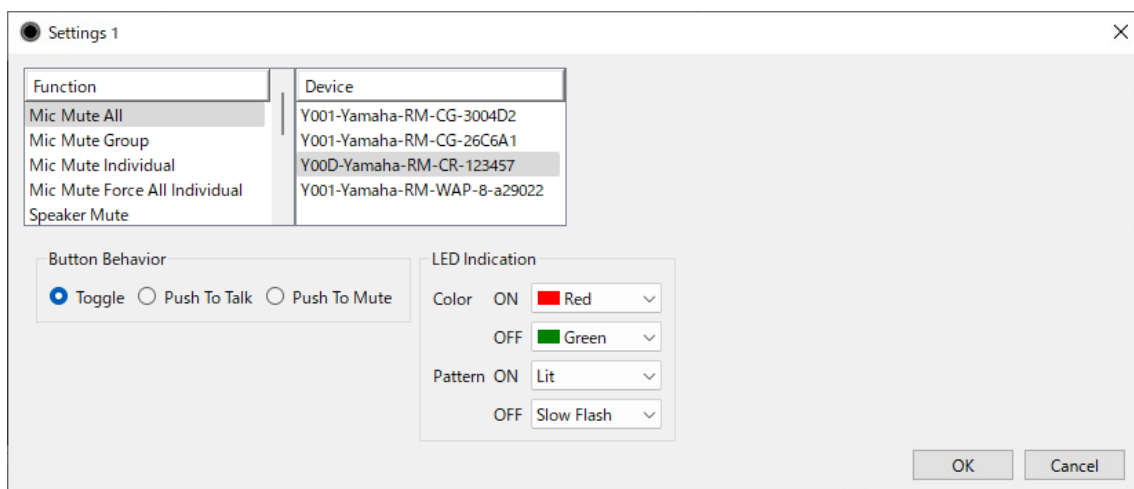 Settings 1
Function
Mic Mute All
Mic Mute Group
Mic Mute Individual
Mic Mute Force All Individual
Speaker Mute
Device
Y001-Yamaha-RM-CG-3004D2
Y001-Yamaha-RM-CG-26C6A1
Y00D-Yamaha-RM-CR-123457
Y001-Yamaha-RM-WAP-8-a29022
Button Behavior
Toggle Push To Talk Push To Mute
LED Indication
Color ON Red
OFF Green
Pattern ON Lit
OFF Slow Flash
OK Cancel